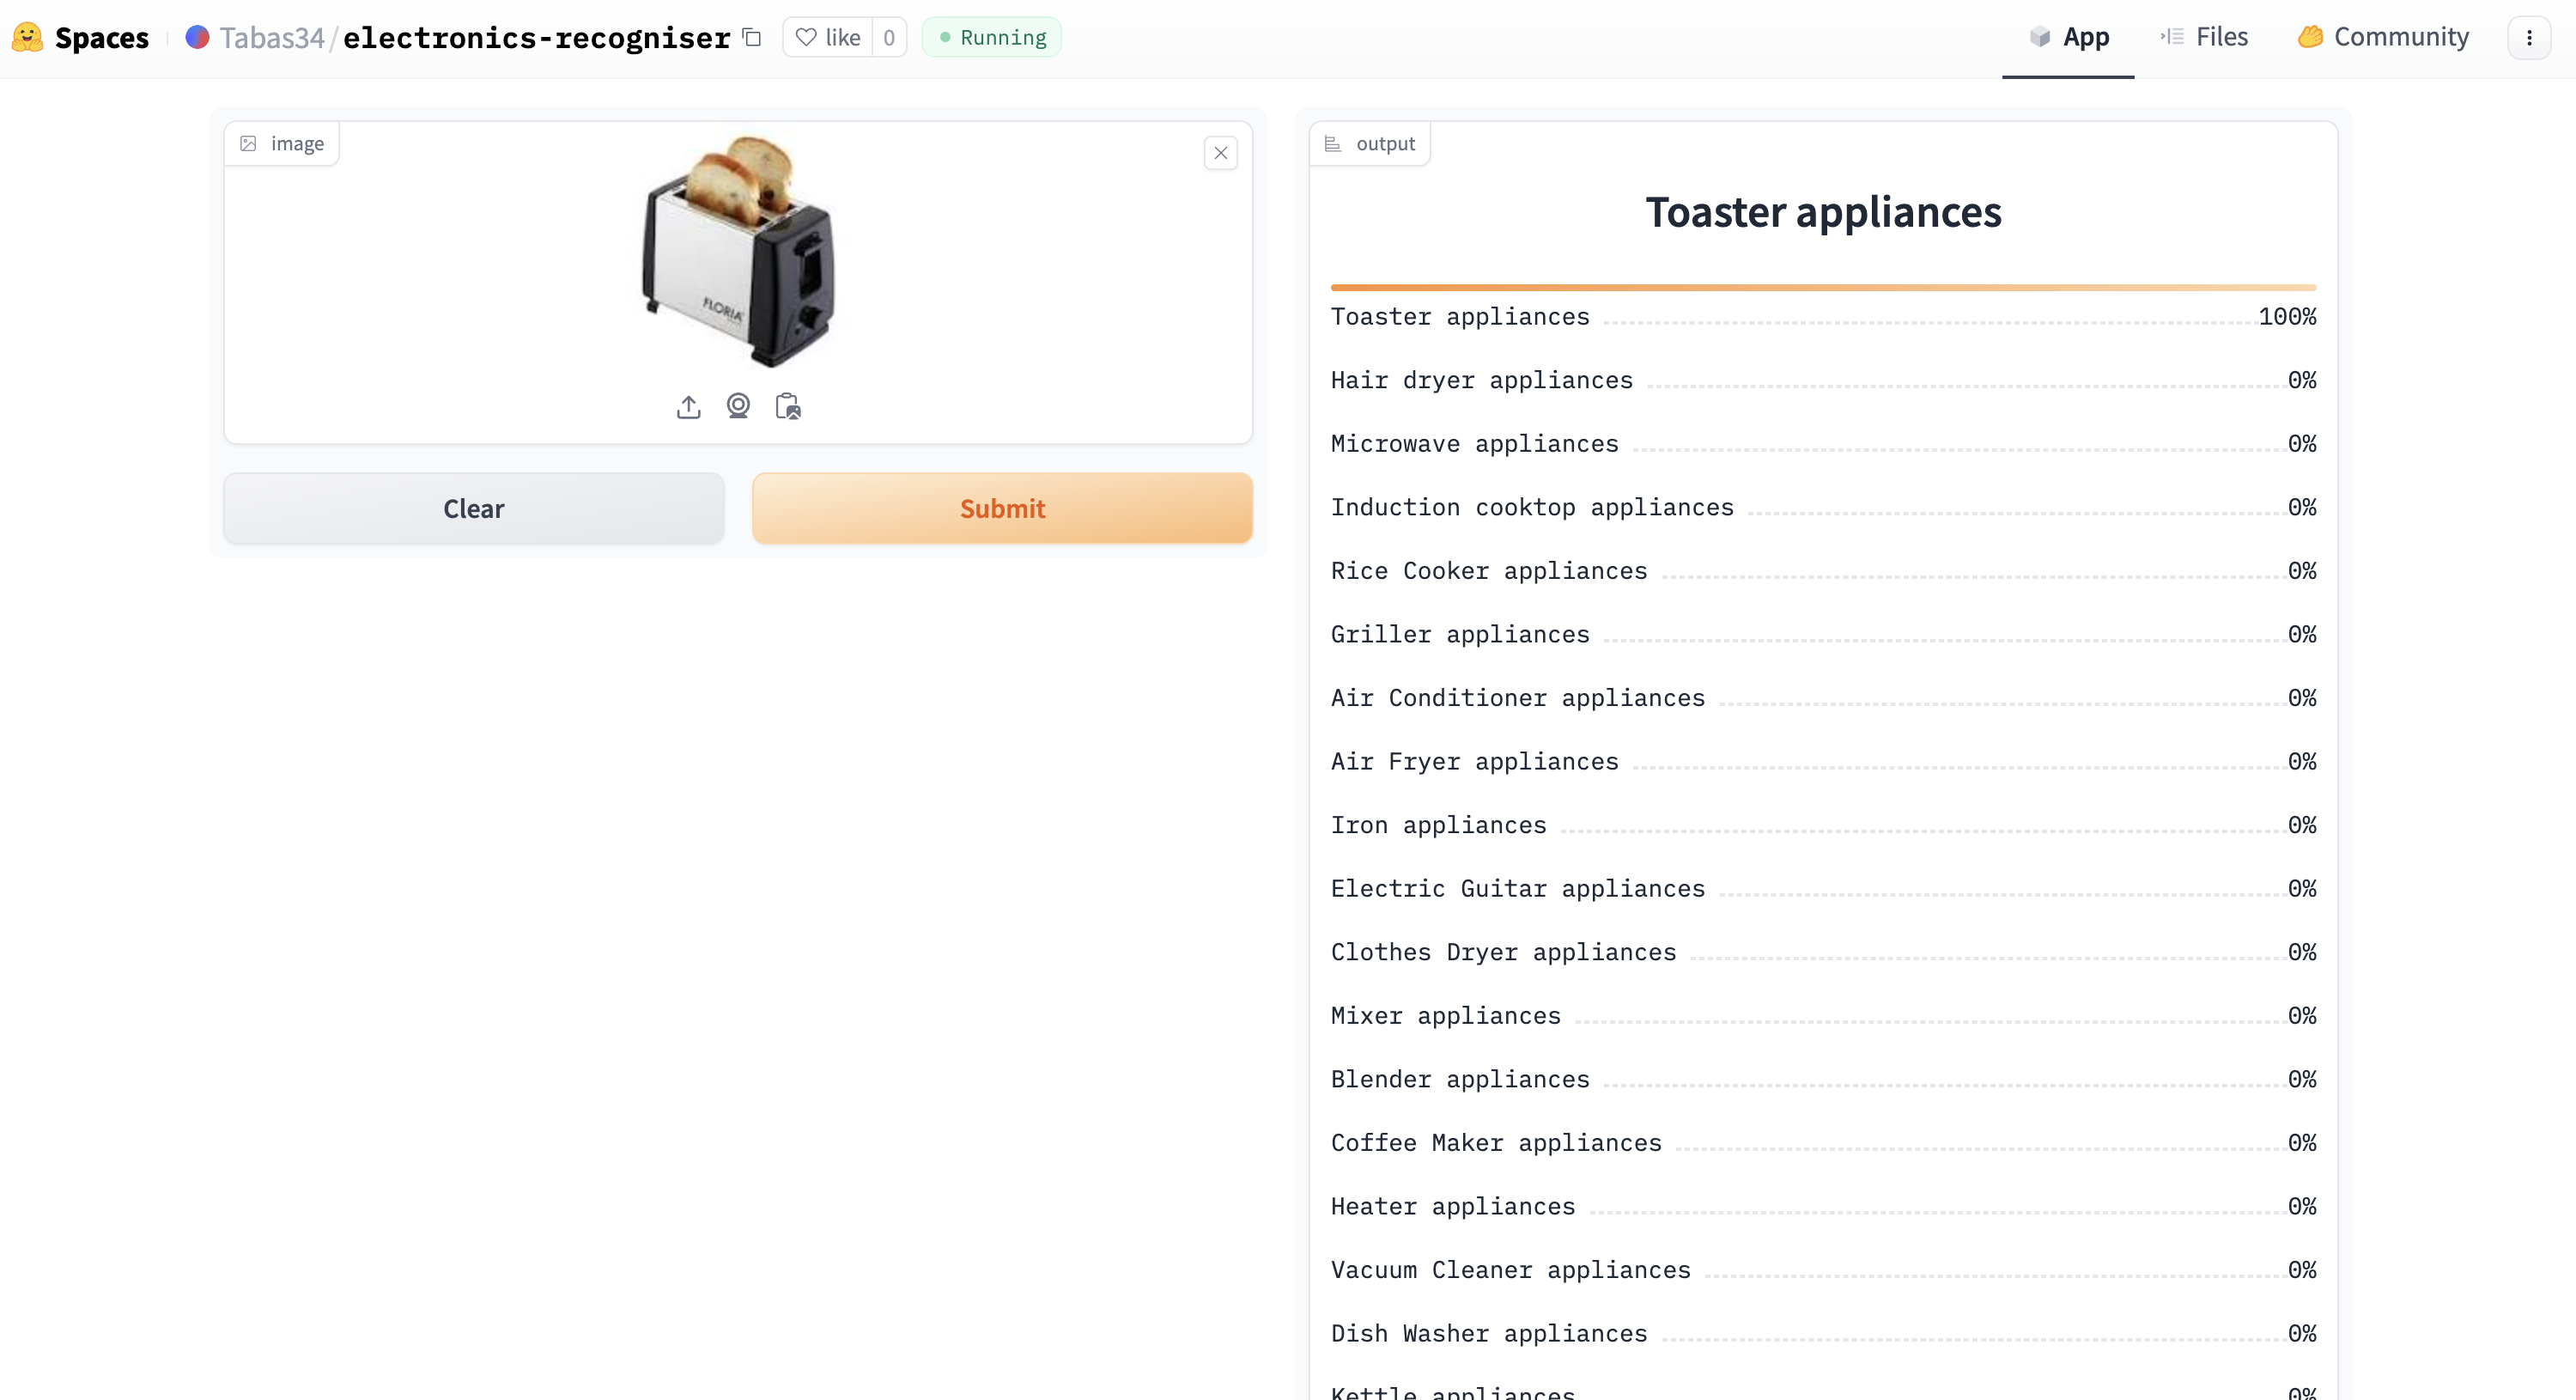 Spaces Tabas34/electronics-recogniser like 0 Running App Files Community
image
FLORIA
Clear Submit
output
Toaster appliances
Toaster appliances 100%
Hair dryer appliances 0%
Microwave appliances 0%
Induction cooktop appliances 0%
Rice Cooker appliances 0%
Griller appliances 0%
Air Conditioner appliances 0%
Air Fryer appliances 0%
Iron appliances 0%
Electric Guitar appliances 0%
Clothes Dryer appliances 0%
Mixer appliances 0%
Blender appliances 0%
Coffee Maker appliances 0%
Heater appliances 0%
Vacuum Cleaner appliances 0%
Dish Washer appliances 0%
Kettle appliances 0%